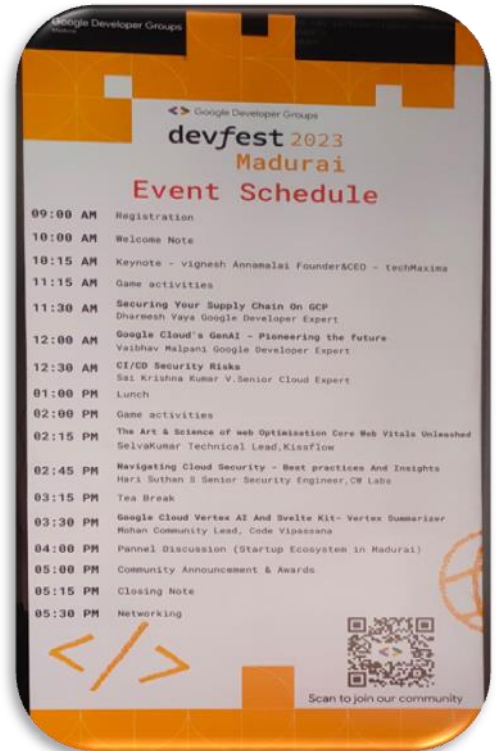 Google Developer Groups
Madurai
<> Google Developer Groups
devfest 2023
Madurai
Event Schedule
09:00 AM Registration
10:00 AM Welcome Note
10:15 AM Keynote - vignesh Annamalai Founder&CEO - techMaxima
11:15 AM Game activities
11:30 AM Securing Your Supply Chain On GCP
Dharmesh Vaya Google Developer Expert
12:00 AM Google Cloud's GenAI - Pioneering the future
Vaibhav Malpani Google Developer Expert
12:30 AM CI/CD Security Risks
Sai Krishna Kumar V.Senior Cloud Expert
01:00 PM Lunch
02:00 PM Game activities
02:15 PM The Art & Science of web Optimisation Core Web Vitals Unleashed
SelvaKumar Technical Lead,Kissflow
02:45 PM Navigating Cloud Security - Best practices And Insights
Hari Suthan S Senior Security Engineer,CW Labs
03:15 PM Tea Break
03:30 PM Google Cloud Vertex AI And Svelte Kit- Vertex Summarizer
Mohan Community Lead, Code Vipassana
04:00 PM Pannel Discussion (Startup Ecosystem in Madurai)
05:00 PM Community Announcement & Awards
05:15 PM Closing Note
05:30 PM Networking
</>
Scan to join our community